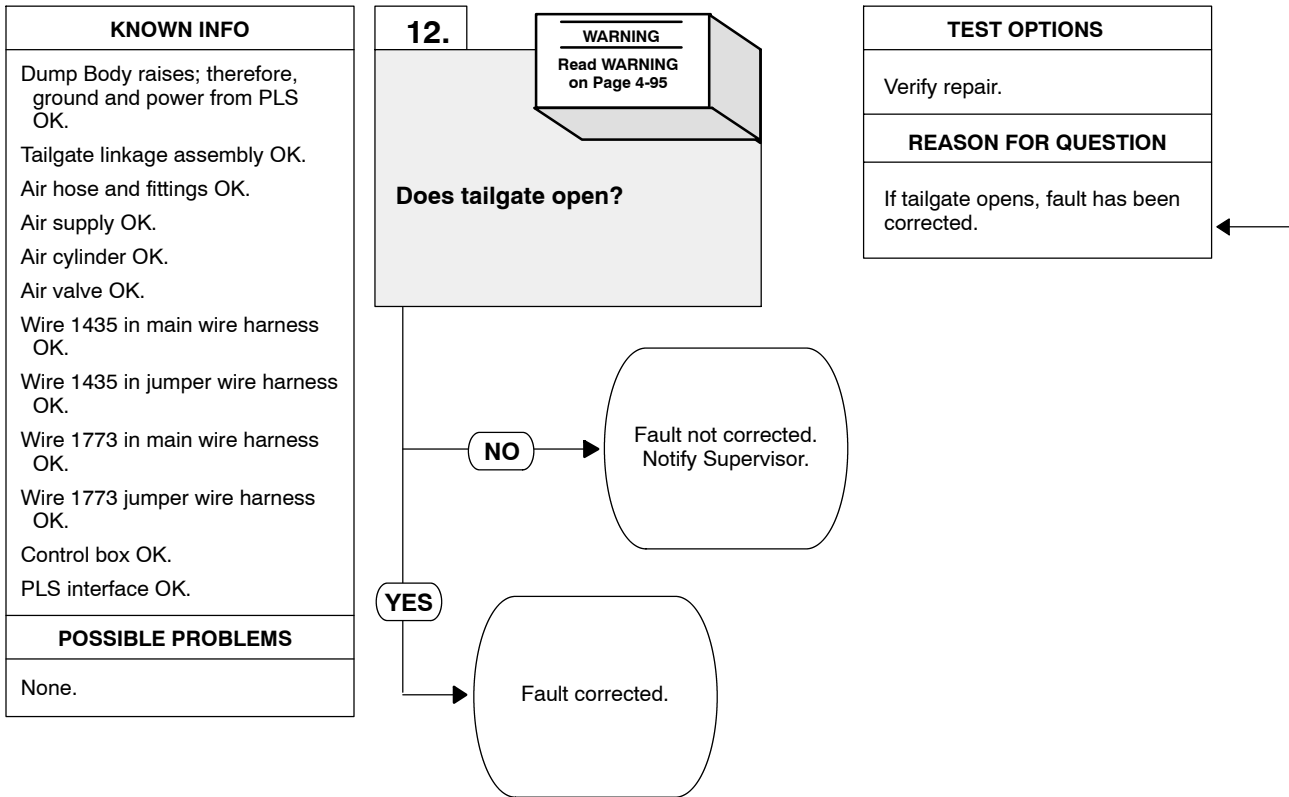 KNOWN INFO
Dump Body raises; therefore,
ground and power from PLS
OK.
Tailgate linkage assembly OK.
Air hose and fittings OK.
Air supply OK.
Air cylinder OK.
Air valve OK.
Wire 1435 in main wire harness
OK.
Wire 1435 in jumper wire harness
OK.
Wire 1773 in main wire harness
OK.
Wire 1773 jumper wire harness
OK.
Control box OK.
PLS interface OK.
POSSIBLE PROBLEMS
None.
12.
WARNING
Read WARNING
on Page 4-95
Does tailgate open?
NO
Fault not corrected.
Notify Supervisor.
YES
Fault corrected.
TEST OPTIONS
Verify repair.
REASON FOR QUESTION
If tailgate opens, fault has been
corrected.